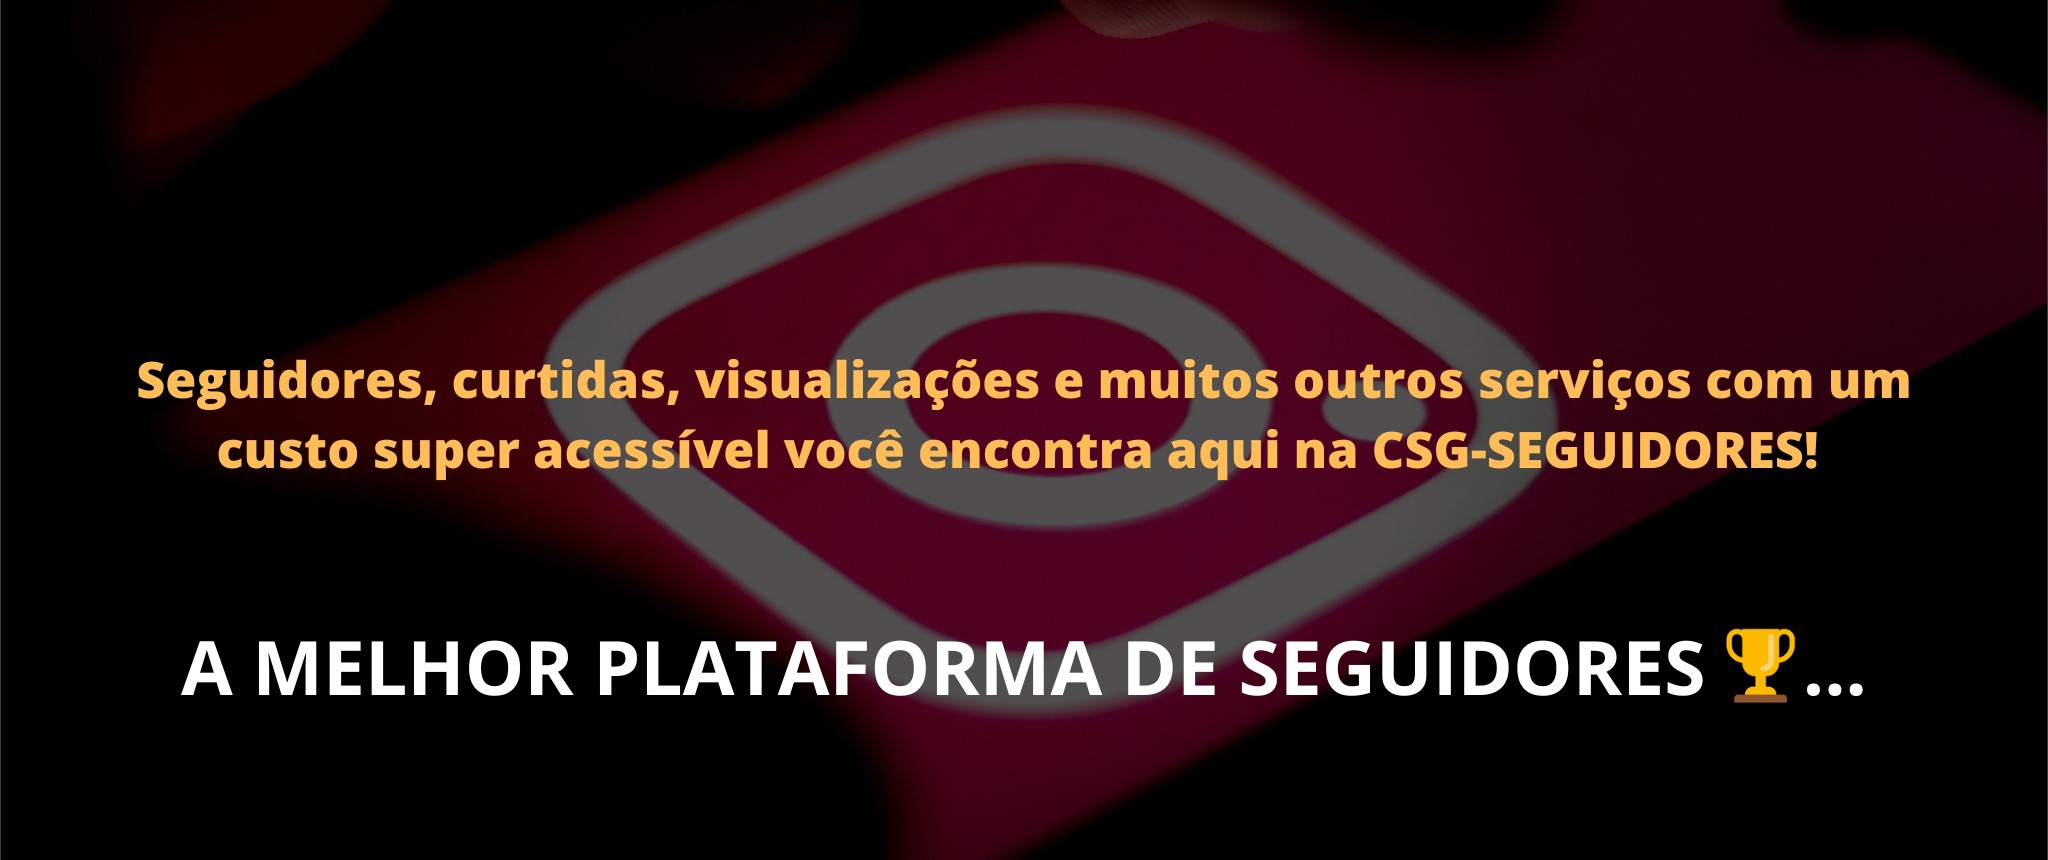 Seguidores, curtidas, visualizações e muitos outros serviços com um
custo super acessível você encontra aqui na CSG-SEGUIDORES!
A MELHOR PLATAFORMA DE SEGUIDORES 🏆...